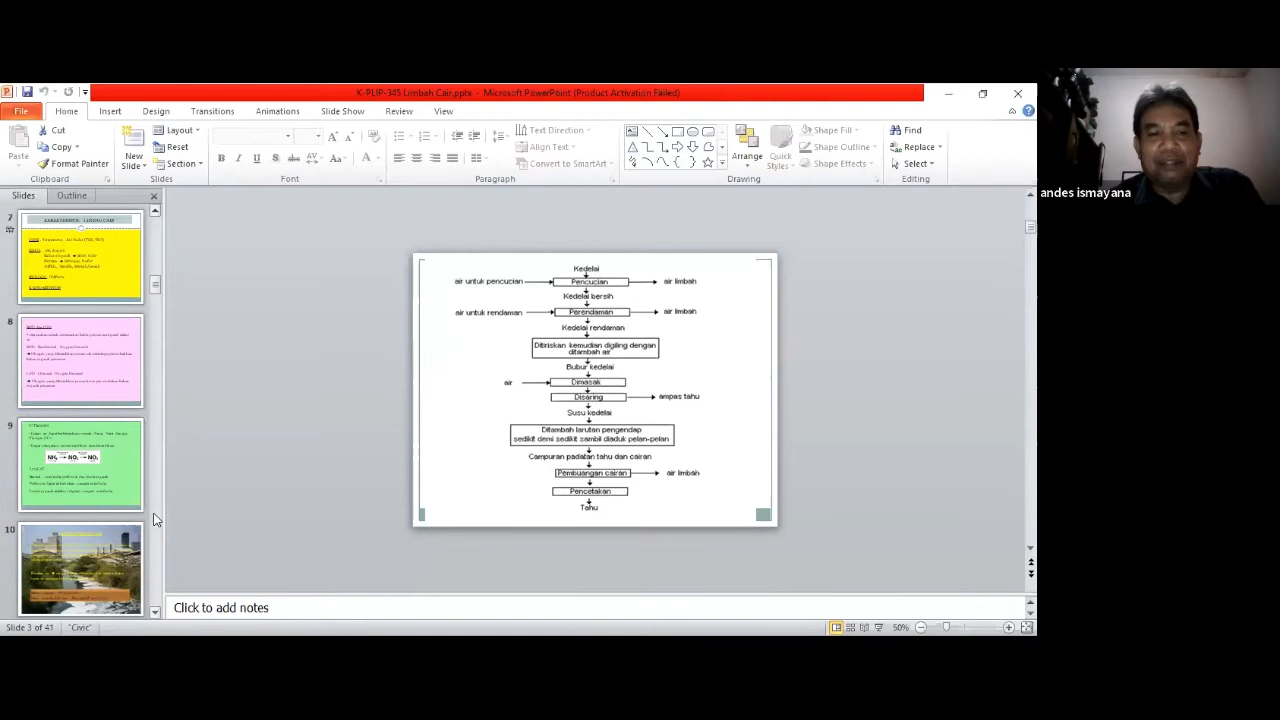 K-PLIP-345 Limbah Cair.pptx - Microsoft PowerPoint (Product Activation Failed)
File Home Insert Design Transitions Animations Slide Show Review View
Paste
Cut
Copy
Format Painter
Clipboard
New Slide
Layout
Reset
Section
Slides
Font
Text Direction
Align Text
Convert to SmartArt
Paragraph
Arrange
Quick Styles
Shape Fill
Shape Outline
Shape Effects
Drawing
Find
Replace
Select
Editing
andes ismayana
Slides Outline
7
8
9
10
Kedelai
air untuk pencucian Pencucian air limbah
Kedelai bersih
air untuk rendaman Perendaman air limbah
Kedelai rendaman
Ditiriskan kemudian digiling dengan
ditambah air
Bubur kedelai
air Dimasak
Disaring ampas tahu
Susu kedelai
Ditambah larutan pengendap
sedikit demi sedikit sambil diaduk pelan-pelan
Campuran padatan tahu dan cairan
Pembuangan cairan air limbah
Pencetakan
Tahu
Click to add notes
Slide 3 of 41 "Civic" 50%